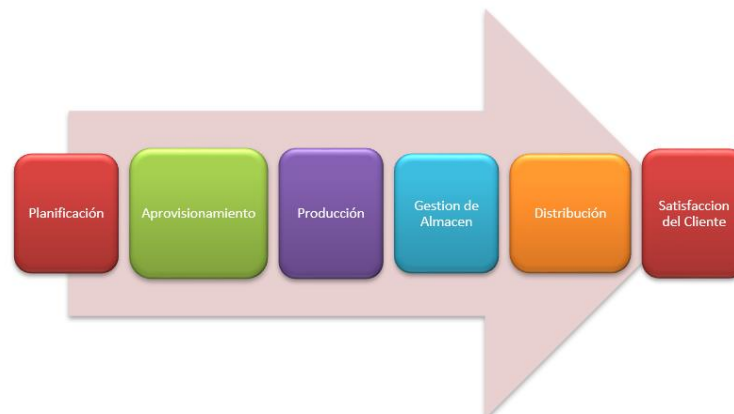 Planificación
Aprovisionamiento
Producción
Gestion de
Almacen
Distribución
Satisfaccion
del Cliente